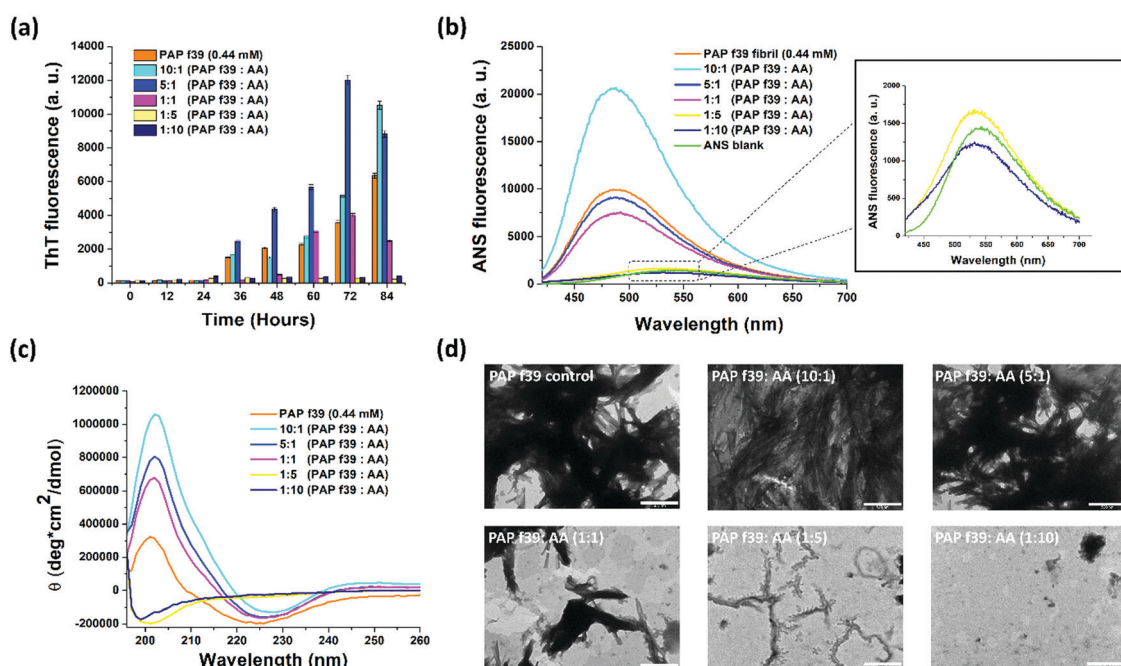 (a)
ThT fluorescence (a. u.)
14000
12000
10000
8000
6000
4000
2000
0
PAP f39 (0.44 mM)
10:1 (PAP f39 : AA)
5:1 (PAP f39 : AA)
1:1 (PAP f39 : AA)
1:5 (PAP f39 : AA)
1:10 (PAP f39 : AA)
0 12 24 36 48 60 72 84
Time (Hours)
(b)
ANS fluorescence (a. u.)
25000
20000
15000
10000
5000
0
PAP f39 fibril (0.44 mM)
10:1 (PAP f39 : AA)
5:1 (PAP f39 : AA)
1:1 (PAP f39 : AA)
1:5 (PAP f39 : AA)
1:10 (PAP f39 : AA)
ANS blank
450 500 550 600 650 700
Wavelength (nm)
ANS fluorescence (a. u.)
2000
1500
1000
500
0
450 500 550 600 650 700
Wavelength (nm)
(c)
θ (deg*cm2/dmol)
1200000
1000000
800000
600000
400000
200000
0
-200000
PAP f39 (0.44 mM)
10:1 (PAP f39 : AA)
5:1 (PAP f39 : AA)
1:1 (PAP f39 : AA)
1:5 (PAP f39 : AA)
1:10 (PAP f39 : AA)
200 210 220 230 240 250 260
Wavelength (nm)
(d)
PAP f39 control
PAP f39: AA (10:1)
PAP f39: AA (5:1)
PAP f39: AA (1:1)
PAP f39: AA (1:5)
PAP f39: AA (1:10)